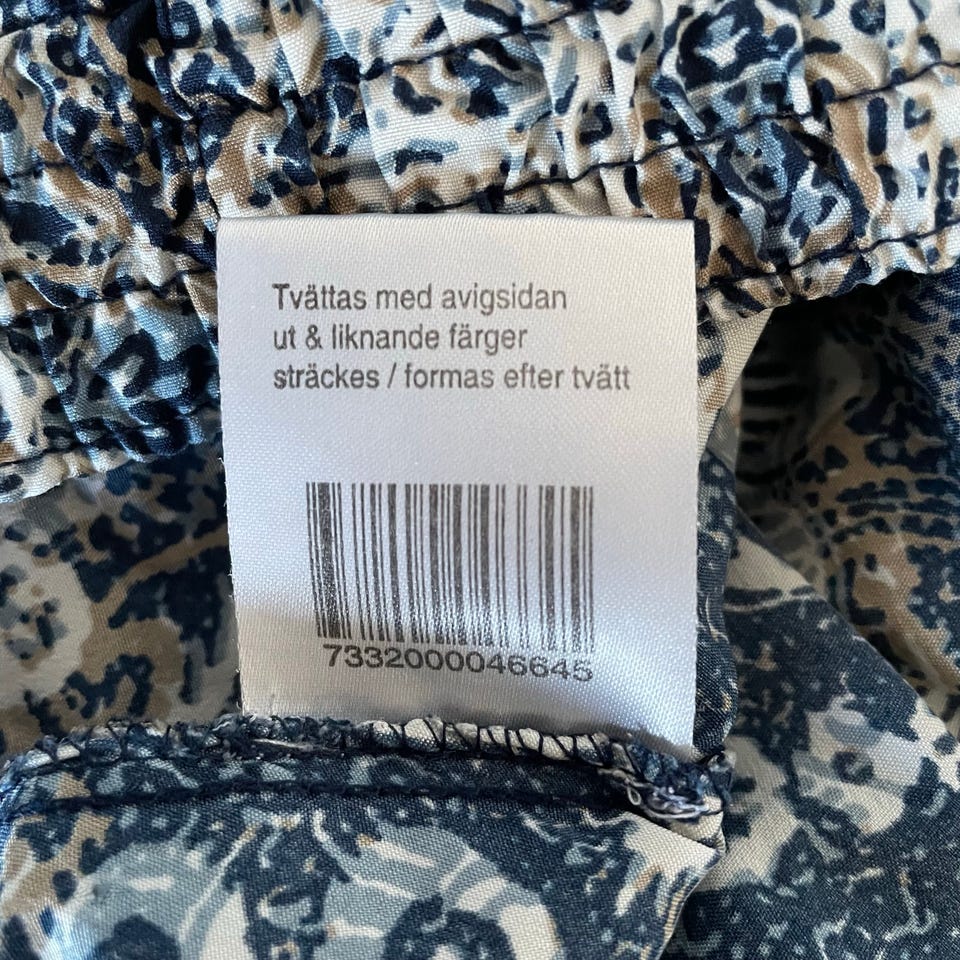 Tvättas med avigsidan
ut & liknande färger
sträckes / formas efter tvätt
7332000046645